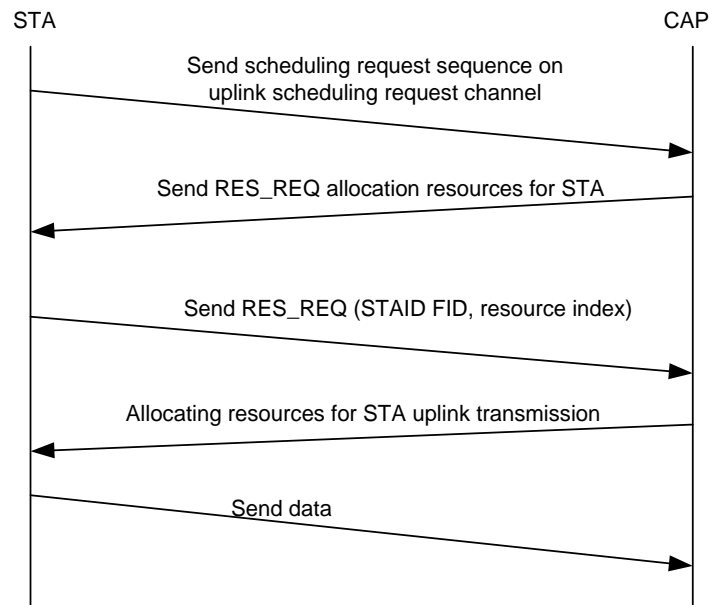 STA
CAP
Send scheduling request sequence on
uplink scheduling request channel
Send RES_REQ allocation resources for STA
Send RES_REQ (STAID FID, resource index)
Allocating resources for STA uplink transmission
Send data